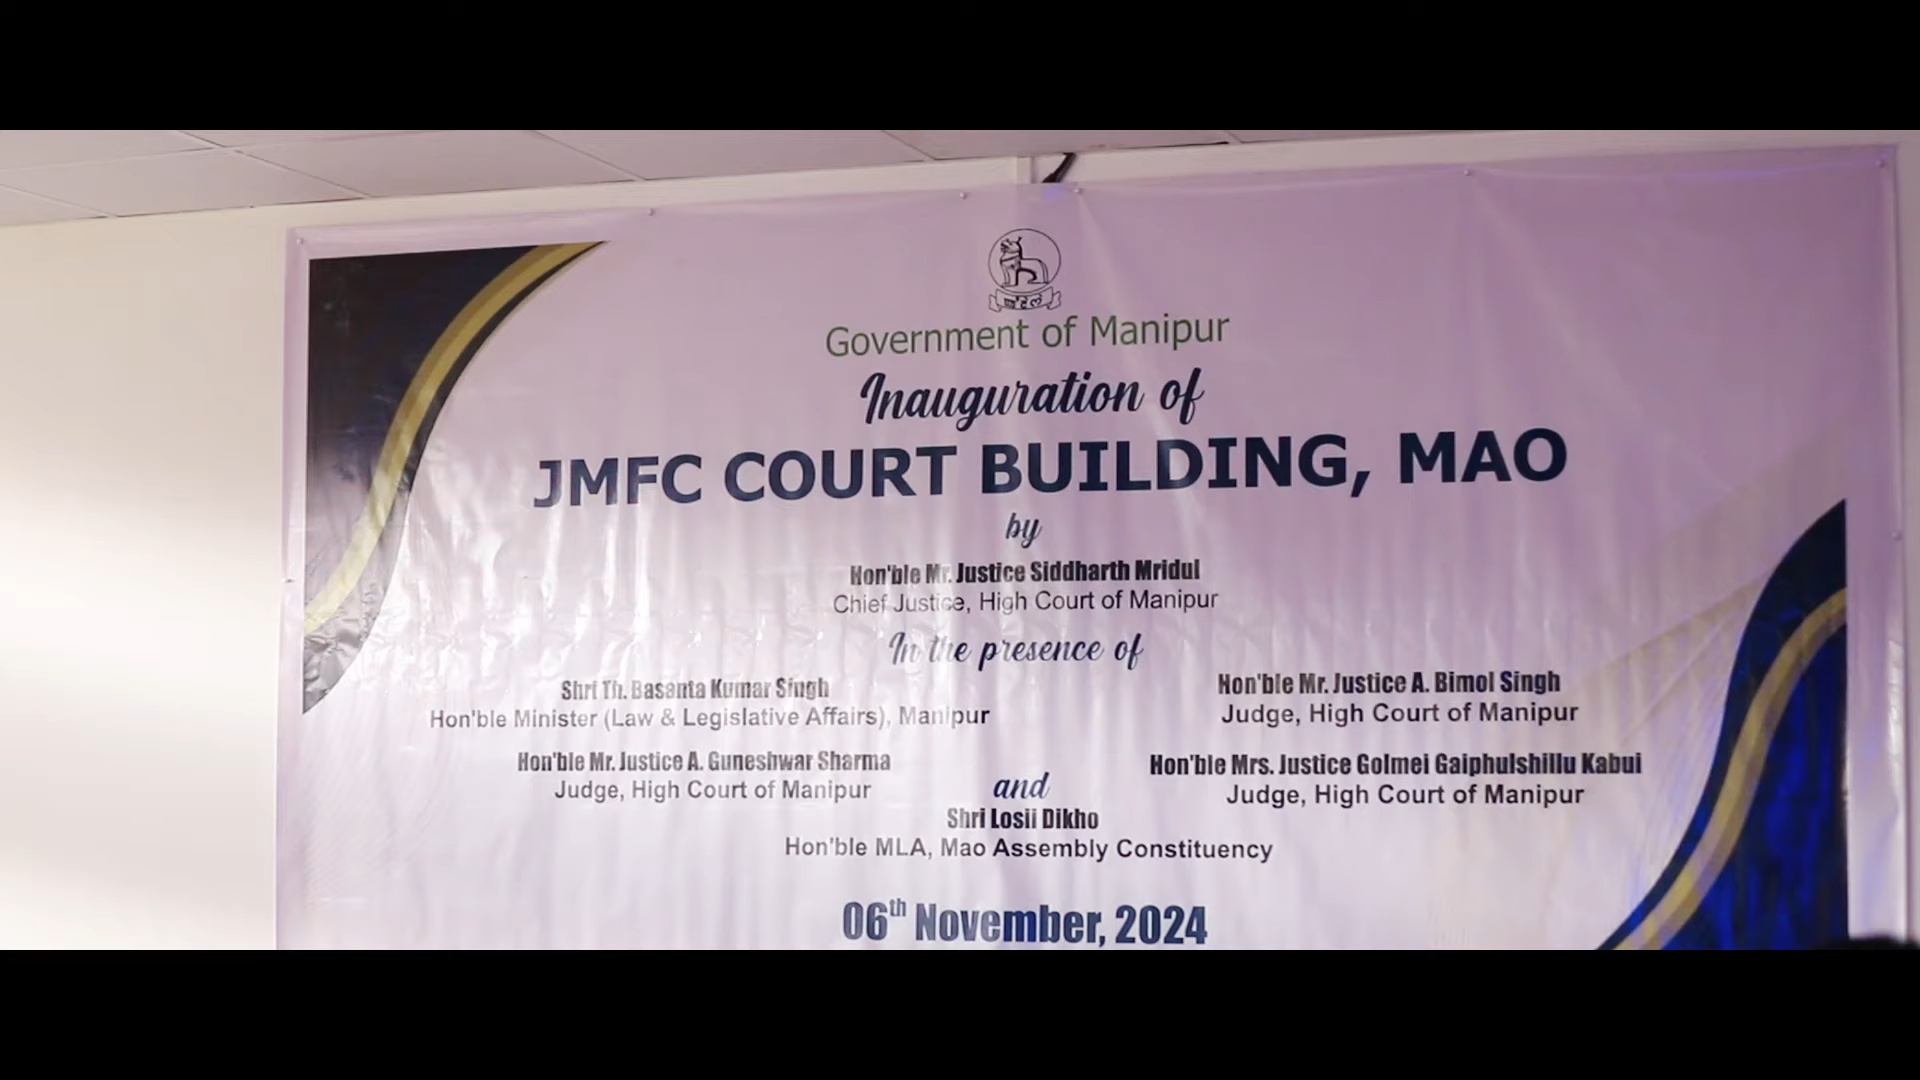 Government of Manipur
Inauguration of
JMFC COURT BUILDING, MAO
by
Hon'ble Mr. Justice Siddharth Mridul
Chief Justice, High Court of Manipur
In the presence of
Shri Th. Basanta Kumar Singh
Hon'ble Minister (Law & Legislative Affairs), Manipur
Hon'ble Mr. Justice A. Bimol Singh
Judge, High Court of Manipur
Hon'ble Mr. Justice A. Guneshwar Sharma
Judge, High Court of Manipur
Hon'ble Mrs. Justice Golmei Gaiphulshillu Kabui
Judge, High Court of Manipur
and
Shri Losii Dikho
Hon'ble MLA, Mao Assembly Constituency
06th November, 2024